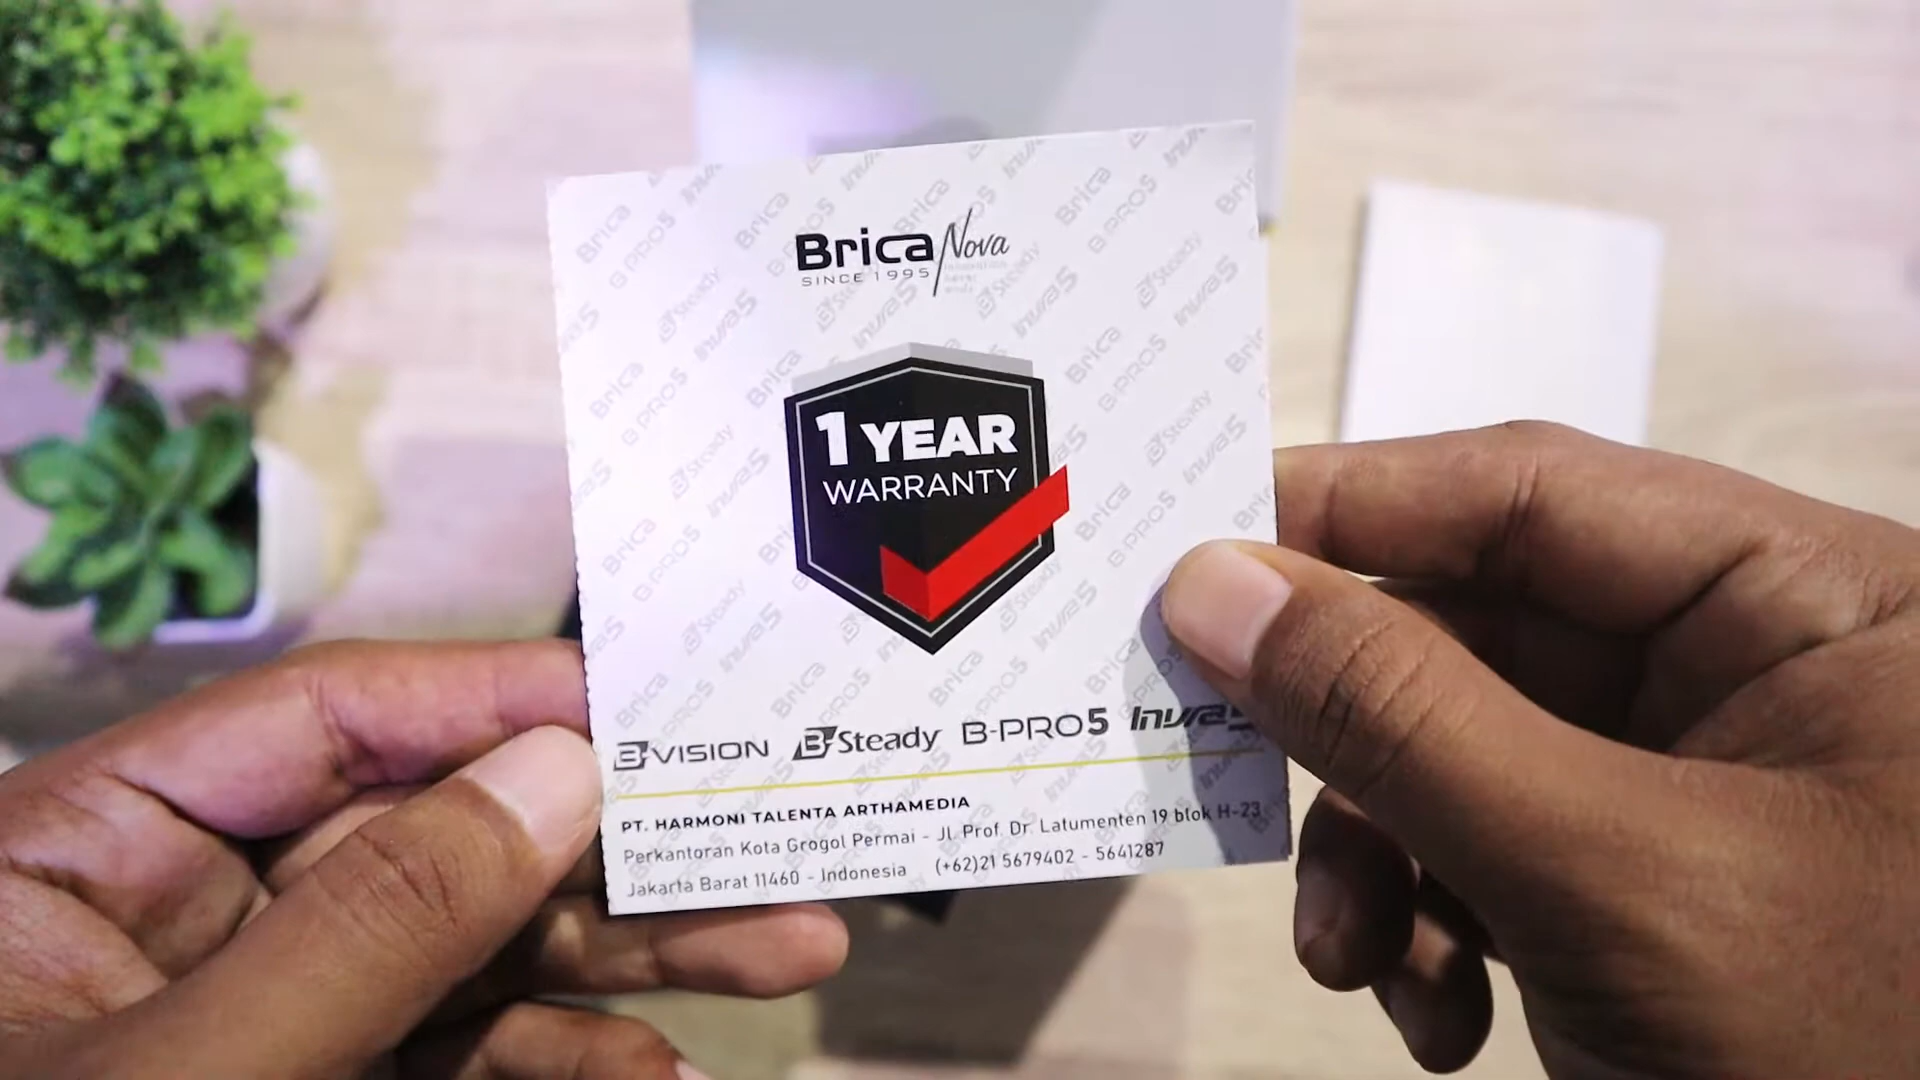 Brica Nova
SINCE 1995
1 YEAR
WARRANTY
B-VISION B-Steady B-PRO5 Invra5
PT. HARMONI TALENTA ARTHAMEDIA
Perkantoran Kota Grogol Permai - Jl. Prof. Dr. Latumenten 19 blok H-23
Jakarta Barat 11460 - Indonesia (+62)21 5679402 - 5641287